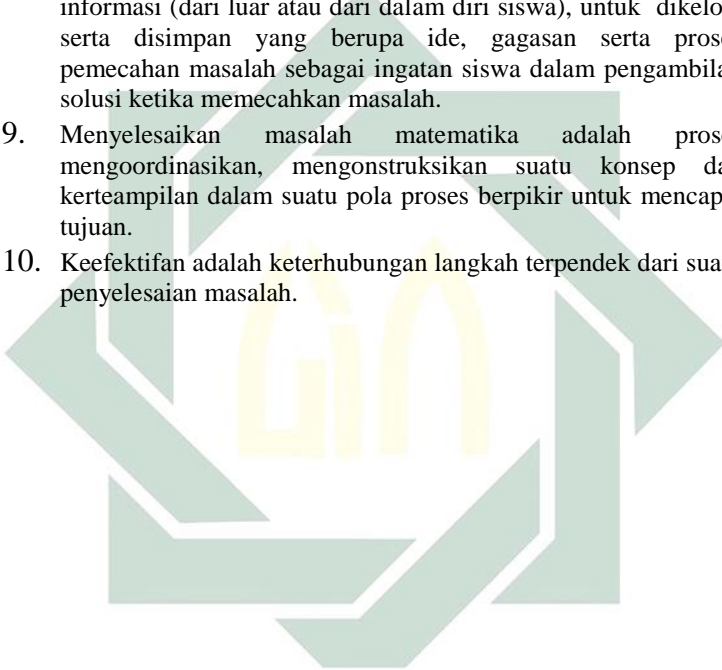 informasi (dari luar atau dari dalam diri siswa), untuk dikelo
serta disimpan yang berupa ide, gagasan serta prose
pemecahan masalah sebagai ingatan siswa dalam pengambila
solusi ketika memecahkan masalah.
9. Menyelesaikan masalah matematika adalah prose
mengoordinasikan, mengonstruksikan suatu konsep da
kerteampilan dalam suatu pola proses berpikir untuk mencap
tujuan.
10. Keefektifan adalah keterhubungan langkah terpendek dari sua
penyelesaian masalah.